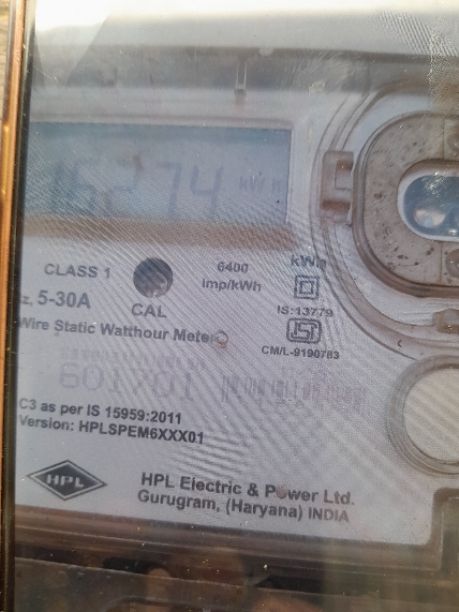 16274 kWh
CLASS 1
6400
imp/kWh
kWh
5-30A
CAL
IS:13779
Wire Static Watthour Meter
ISI
CM/L-9190783
C3 as per IS 15959:2011
Version: HPLSPEM6XXX01
HPL
HPL Electric & Power Ltd.
Gurugram, (Haryana) INDIA